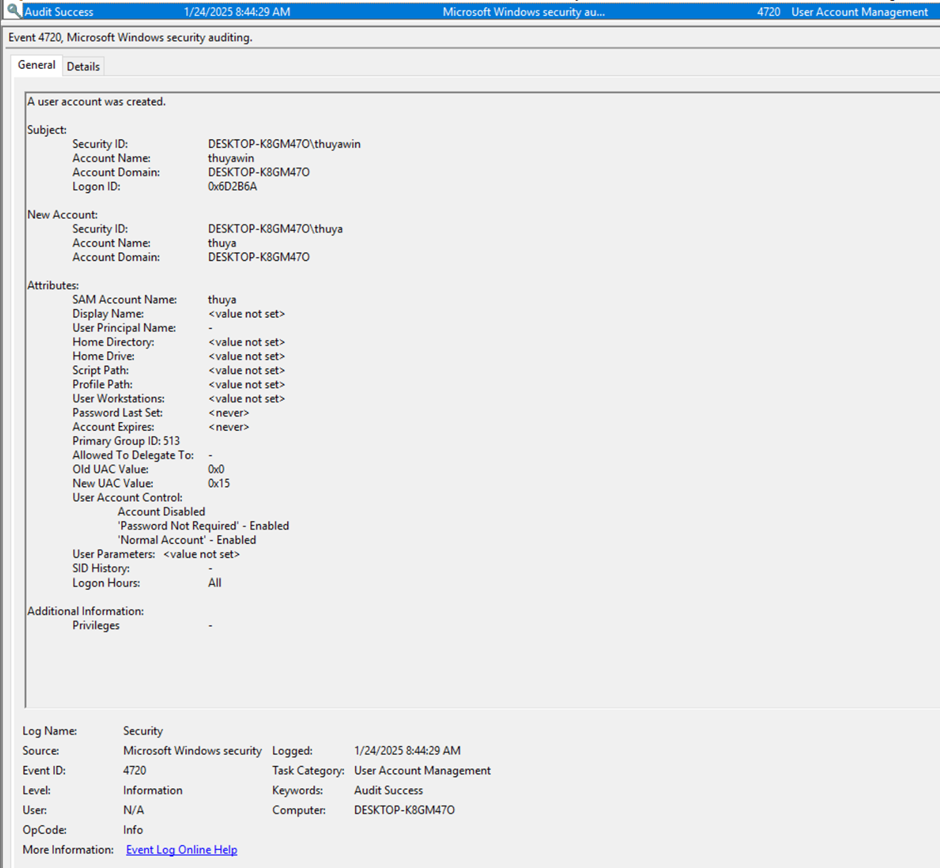 Audit Success 1/24/2025 8:44:29 AM Microsoft Windows security au... 4720 User Account Management
Event 4720, Microsoft Windows security auditing.
General Details
A user account was created.
Subject:
Security ID: DESKTOP-K8GM47O\thuyawin
Account Name: thuyawin
Account Domain: DESKTOP-K8GM47O
Logon ID: 0x6D2B6A
New Account:
Security ID: DESKTOP-K8GM47O\thuya
Account Name: thuya
Account Domain: DESKTOP-K8GM47O
Attributes:
SAM Account Name: thuya
Display Name: <value not set>
User Principal Name: -
Home Directory: <value not set>
Home Drive: <value not set>
Script Path: <value not set>
Profile Path: <value not set>
User Workstations: <value not set>
Password Last Set: <never>
Account Expires: <never>
Primary Group ID: 513
Allowed To Delegate To: -
Old UAC Value: 0x0
New UAC Value: 0x15
User Account Control:
Account Disabled
'Password Not Required' - Enabled
'Normal Account' - Enabled
User Parameters: <value not set>
SID History: -
Logon Hours: All
Additional Information:
Privileges -
Log Name: Security
Source: Microsoft Windows security Logged: 1/24/2025 8:44:29 AM
Event ID: 4720 Task Category: User Account Management
Level: Information Keywords: Audit Success
User: N/A Computer: DESKTOP-K8GM47O
OpCode: Info
More Information: Event Log Online Help